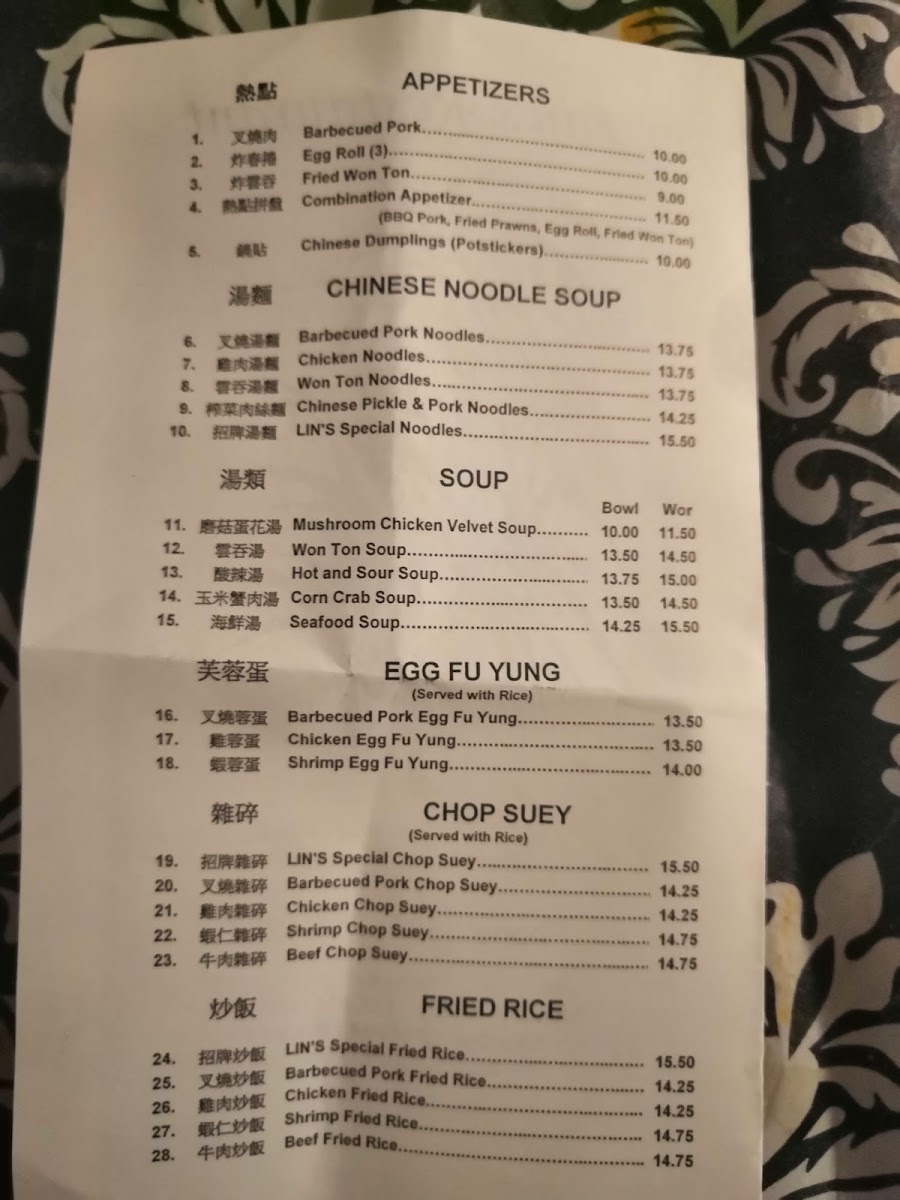 熱點 APPETIZERS
1. 叉燒肉 Barbecued Pork 10.00
2. 炸春捲 Egg Roll (3) 10.00
3. 炸雲吞 Fried Won Ton 9.00
4. 熱點拼盤 Combination Appetizer 11.50
(BBQ Pork, Fried Prawns, Egg Roll, Fried Won Ton)
5. 鍋貼 Chinese Dumplings (Potstickers) 10.00
湯麵 CHINESE NOODLE SOUP
6. 叉燒湯麵 Barbecued Pork Noodles 13.75
7. 雞肉湯麵 Chicken Noodles 13.75
8. 雲吞湯麵 Won Ton Noodles 13.75
9. 榨菜肉絲麵 Chinese Pickle & Pork Noodles 14.25
10. 招牌湯麵 LIN'S Special Noodles 15.50
湯類 SOUP
Bowl Wor
11. 磨菇蛋花湯 Mushroom Chicken Velvet Soup 10.00 11.50
12. 雲吞湯 Won Ton Soup 13.50 14.50
13. 酸辣湯 Hot and Sour Soup 13.75 15.00
14. 玉米蟹肉湯 Corn Crab Soup 13.50 14.50
15. 海鮮湯 Seafood Soup 14.25 15.50
芙蓉蛋 EGG FU YUNG
(Served with Rice)
16. 叉燒蓉蛋 Barbecued Pork Egg Fu Yung 13.50
17. 雞蓉蛋 Chicken Egg Fu Yung 13.50
18. 蝦蓉蛋 Shrimp Egg Fu Yung 14.00
雜碎 CHOP SUEY
(Served with Rice)
19. 招牌雜碎 LIN'S Special Chop Suey 15.50
20. 叉燒雜碎 Barbecued Pork Chop Suey 14.25
21. 雞肉雜碎 Chicken Chop Suey 14.25
22. 蝦仁雜碎 Shrimp Chop Suey 14.75
23. 牛肉雜碎 Beef Chop Suey 14.75
炒飯 FRIED RICE
24. 招牌炒飯 LIN'S Special Fried Rice 15.50
25. 叉燒炒飯 Barbecued Pork Fried Rice 14.25
26. 雞肉炒飯 Chicken Fried Rice 14.25
27. 蝦仁炒飯 Shrimp Fried Rice 14.75
28. 牛肉炒飯 Beef Fried Rice 14.75